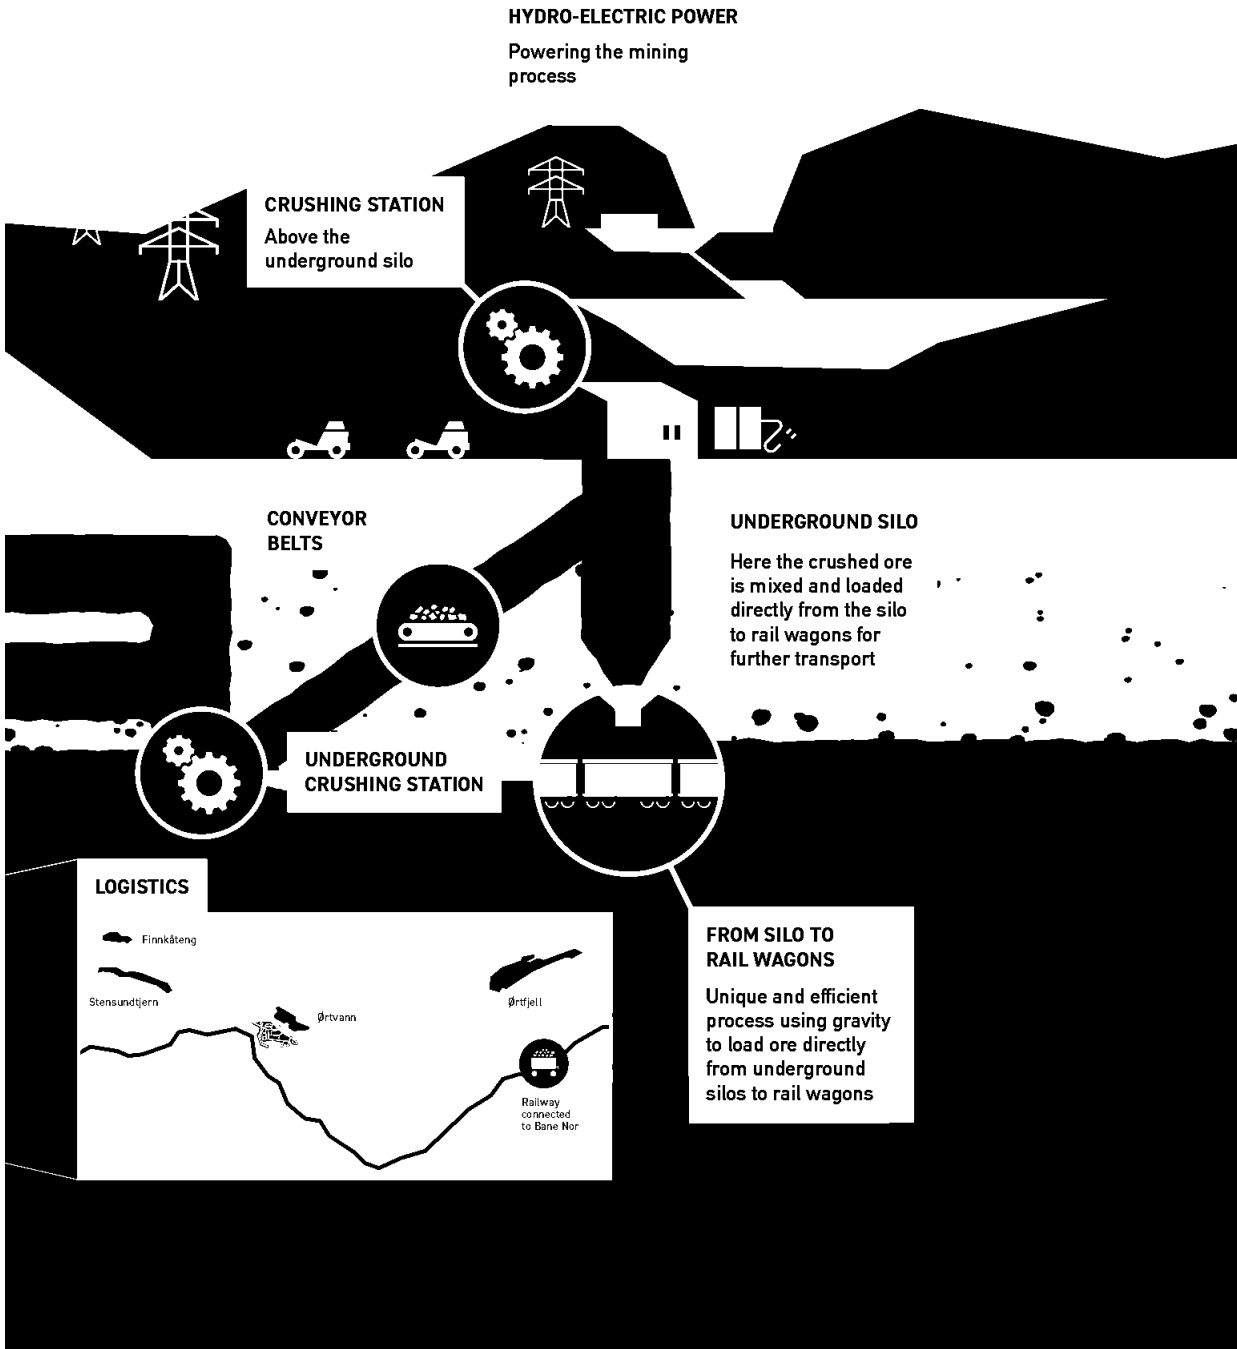 HYDRO-ELECTRIC POWER
Powering the mining
process
CRUSHING STATION
Above the
underground silo
CONVEYOR
BELTS
UNDERGROUND SILO
Here the crushed ore
is mixed and loaded
directly from the silo
to rail wagons for
further transport
UNDERGROUND
CRUSHING STATION
LOGISTICS
Finnkåteng
Stensundtjern
Ørtvann
Ørtfjell
Railway
connected
to Bane Nor
FROM SILO TO
RAIL WAGONS
Unique and efficient
process using gravity
to load ore directly
from underground
silos to rail wagons